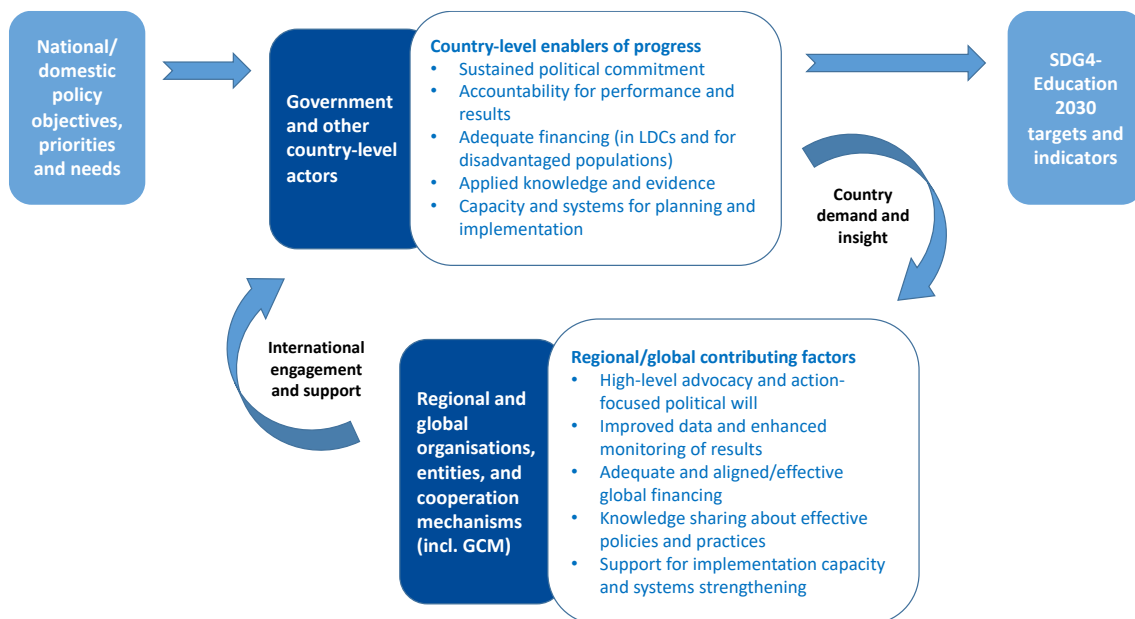 National/
domestic
policy
objectives,
priorities
and needs
Government
and other
country-level
actors
Country-level enablers of progress
• Sustained political commitment
• Accountability for performance and
results
• Adequate financing (in LDCs and for
disadvantaged populations)
• Applied knowledge and evidence
• Capacity and systems for planning and
implementation
SDG4-
Education
2030
targets and
indicators
Country
demand and
insight
International
engagement
and support
Regional and
global
organisations,
entities, and
cooperation
mechanisms
(incl. GCM)
Regional/global contributing factors
• High-level advocacy and action-
focused political will
• Improved data and enhanced
monitoring of results
• Adequate and aligned/effective
global financing
• Knowledge sharing about effective
policies and practices
• Support for implementation capacity
and systems strengthening